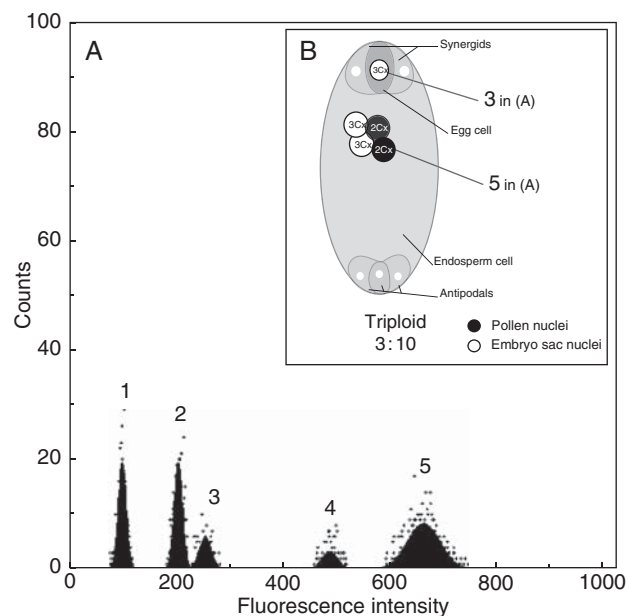 A
B
Synergids
3Cx
3 in (A)
Egg cell
3Cx
2Cx
3Cx
2Cx
5 in (A)
Endosperm cell
Antipodals
Triploid
3 : 10
Pollen nuclei
Embryo sac nuclei
Counts
100
80
60
40
20
0
1
2
3
4
5
0
200
400
600
800
1000
Fluorescence intensity